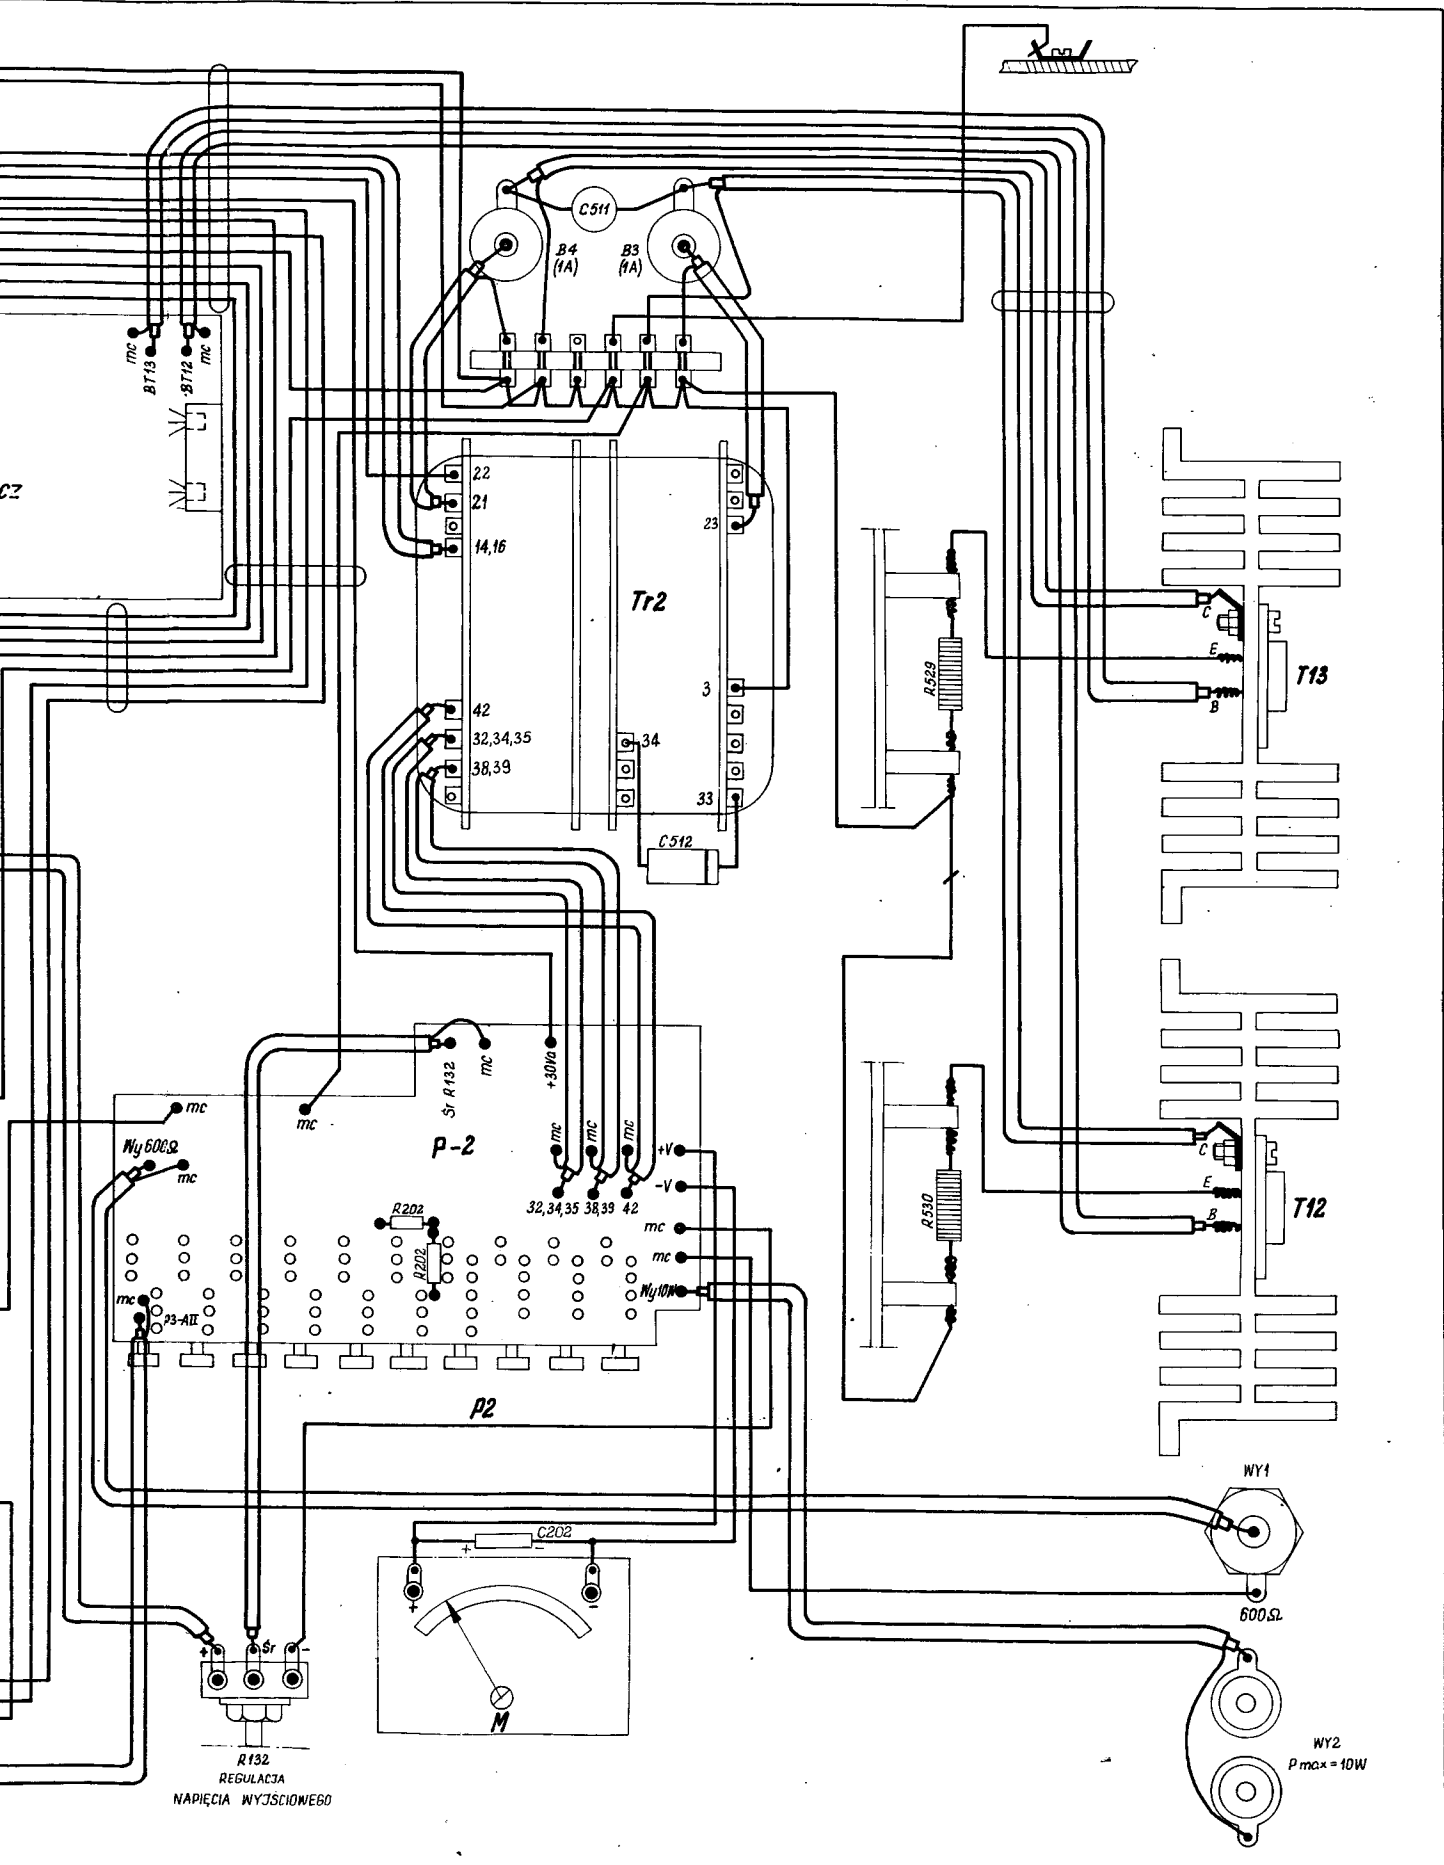 C511
B4
(1A)
B3
(1A)
mc
BT13
BT12
mc
CZ
22
21
14,16
23
Tr2
3
42
32,34,35
38,39
34
33
C512
R529
C
E
B
T13
Śr R132
mc
+30Va
mc
mc
P-2
Wy 600Ω
mc
mc
mc
mc
+V
-V
32,34,35
38,39
42
R202
R202
mc
mc
Wy10W
mc
P3-AII
P2
R530
C
E
B
T12
WY1
600Ω
C202
+
-
+
-
M
+
Śr
-
R132
REGULACJA
NAPIĘCIA WYJŚCIOWEGO
WY2
Pmax=10W